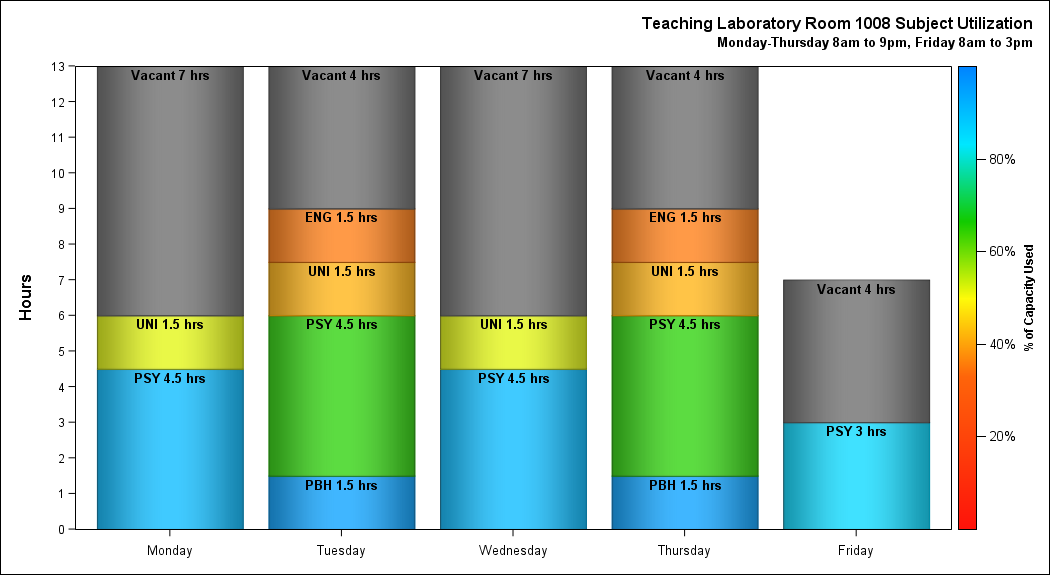 Teaching Laboratory Room 1008 Subject Utilization
Monday-Thursday 8am to 9pm, Friday 8am to 3pm
Hours
13
12
11
10
9
8
7
6
5
4
3
2
1
0
Vacant 7 hrs
UNI 1.5 hrs
PSY 4.5 hrs
Vacant 4 hrs
ENG 1.5 hrs
UNI 1.5 hrs
PSY 4.5 hrs
PBH 1.5 hrs
Vacant 7 hrs
UNI 1.5 hrs
PSY 4.5 hrs
Vacant 4 hrs
ENG 1.5 hrs
UNI 1.5 hrs
PSY 4.5 hrs
PBH 1.5 hrs
Vacant 4 hrs
PSY 3 hrs
Monday
Tuesday
Wednesday
Thursday
Friday
80%
60%
40%
20%
% of Capacity Used